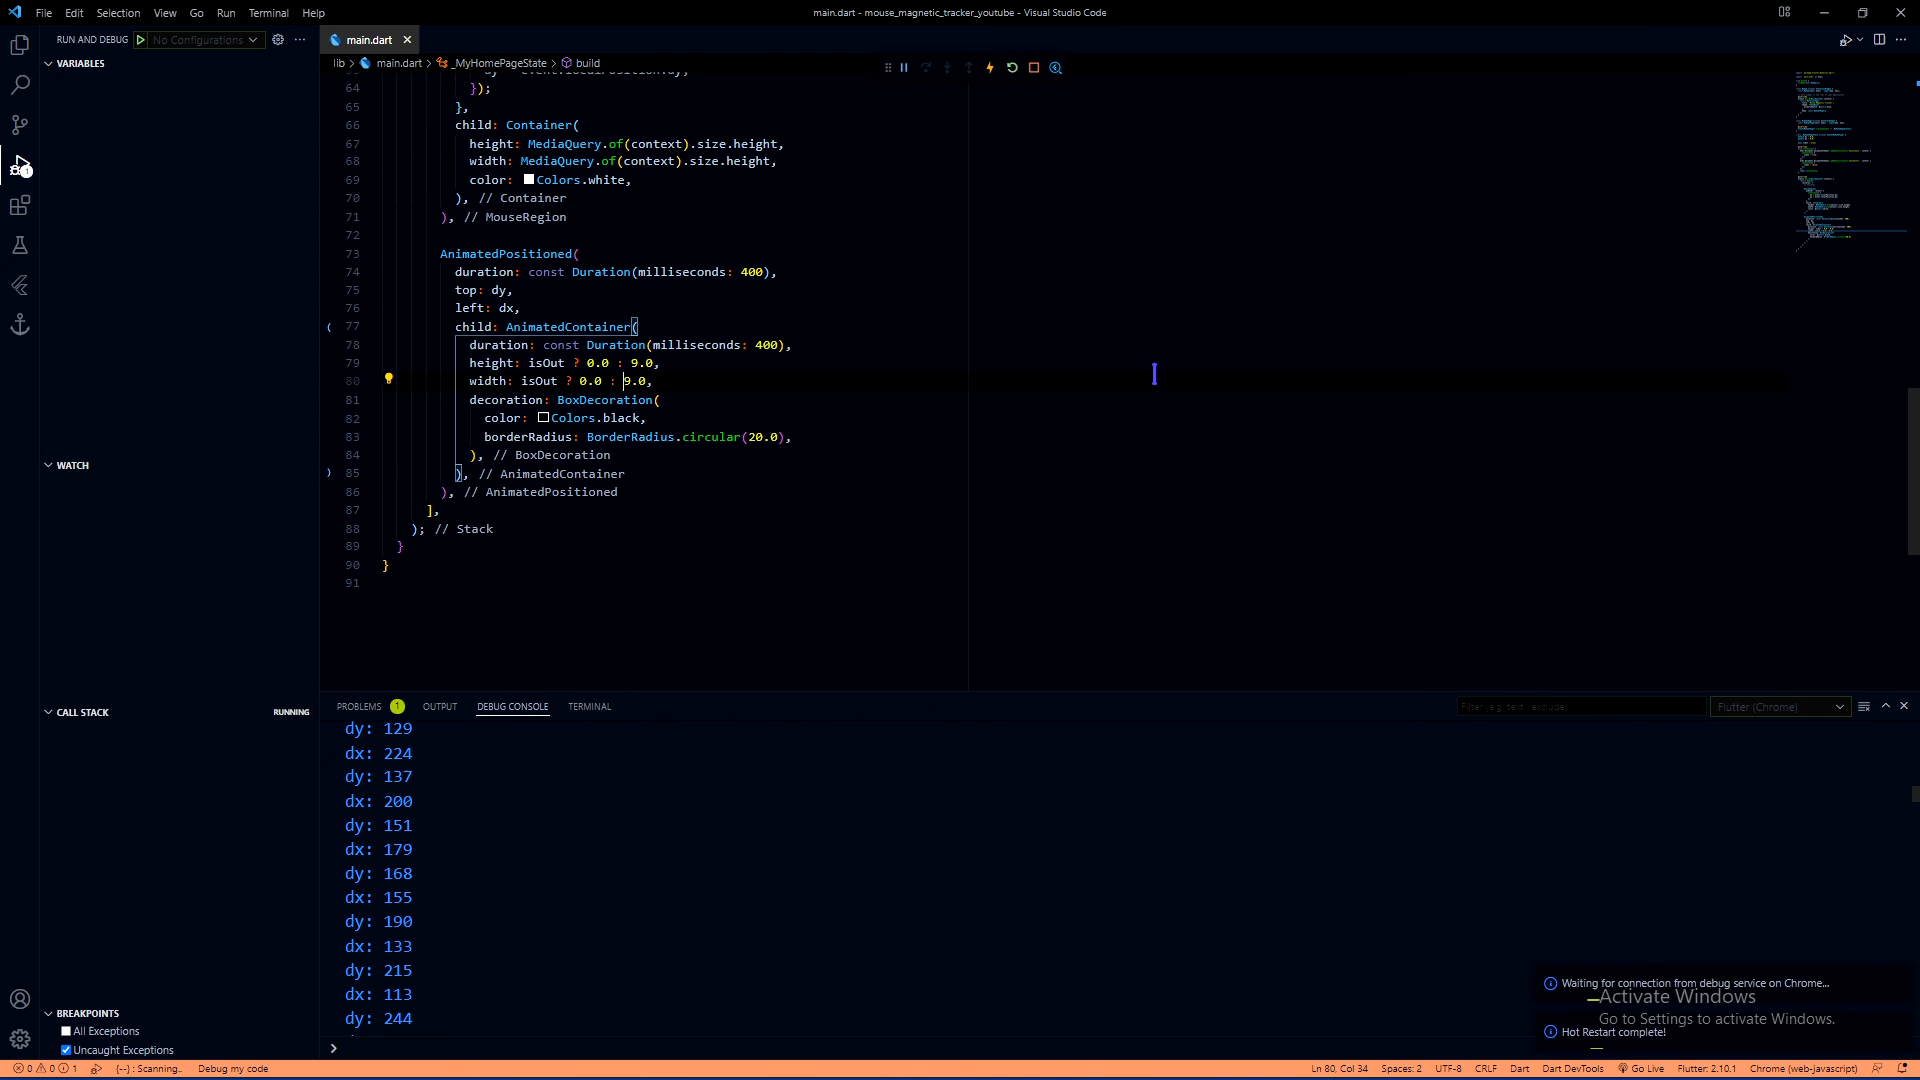 File Edit Selection View Go Run Terminal Help
main.dart - mouse_magnetic_tracker_youtube - Visual Studio Code
RUN AND DEBUG No Configurations
main.dart
lib > main.dart > _MyHomePageState > build
VARIABLES
64 });
65 },
66 child: Container(
67 height: MediaQuery.of(context).size.height,
68 width: MediaQuery.of(context).size.height,
69 color: Colors.white,
70 ), // Container
71 ), // MouseRegion
72
73 AnimatedPositioned(
74 duration: const Duration(milliseconds: 400),
75 top: dy,
76 left: dx,
77 child: AnimatedContainer(
78 duration: const Duration(milliseconds: 400),
79 height: isOut ? 0.0 : 9.0,
80 width: isOut ? 0.0 : 9.0,
81 decoration: BoxDecoration(
82 color: Colors.black,
83 borderRadius: BorderRadius.circular(20.0),
84 ), // BoxDecoration
85 ), // AnimatedContainer
86 ), // AnimatedPositioned
87 ],
88 ); // Stack
89 }
90 }
91
WATCH
CALL STACK RUNNING
BREAKPOINTS
All Exceptions
Uncaught Exceptions
PROBLEMS 1 OUTPUT DEBUG CONSOLE TERMINAL
Filter (e.g. text, !exclude)
Flutter (Chrome)
dy: 129
dx: 224
dy: 137
dx: 200
dy: 151
dx: 179
dy: 168
dx: 155
dy: 190
dx: 133
dy: 215
dx: 113
dy: 244
Waiting for connection from debug service on Chrome...
Activate Windows
Go to Settings to activate Windows.
Hot Restart complete!
0 0 1 {--} : Scanning.. Debug my code
Ln 80, Col 34 Spaces: 2 UTF-8 CRLF Dart Dart DevTools Go Live Flutter: 2.10.1 Chrome (web-javascript)